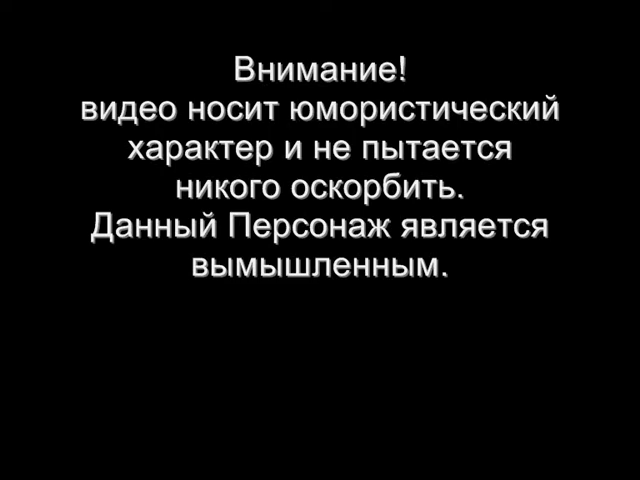 Внимание!
видео носит юмористический
характер и не пытается
никого оскорбить.
Данный Персонаж является
вымышленным.